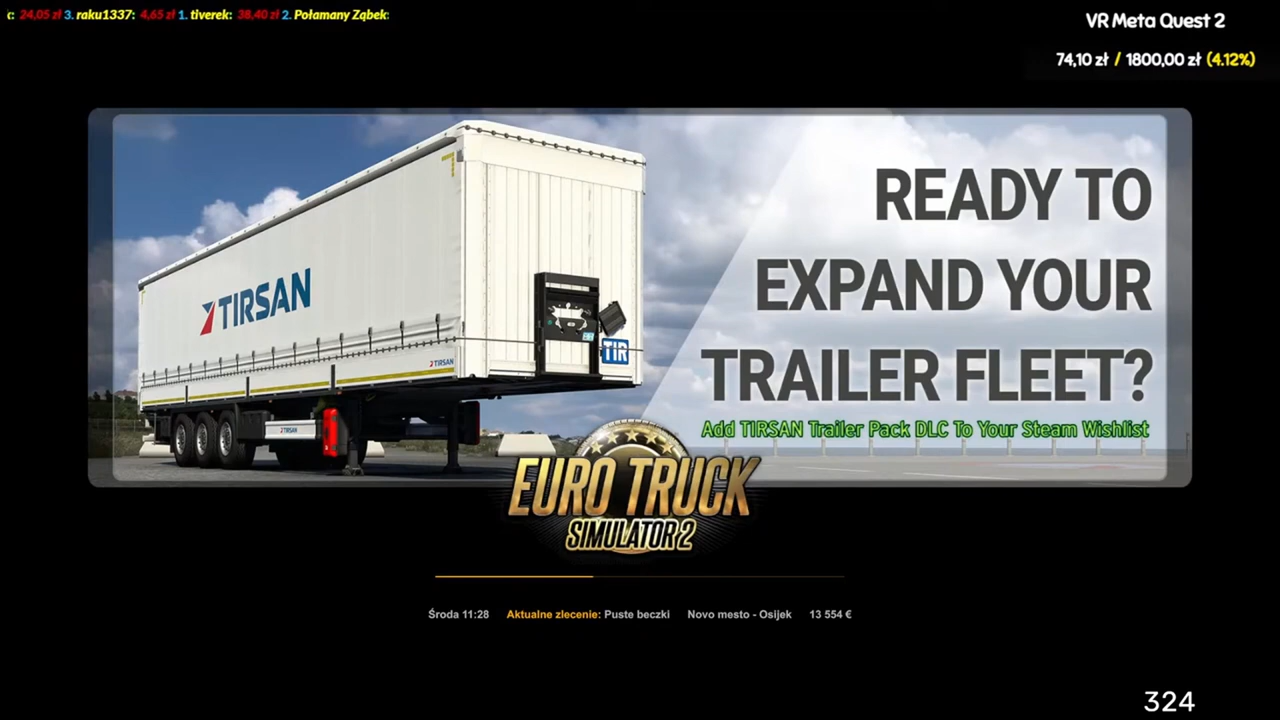 : 24,05 zł 3. raku1337: 4,65 zł 1. tiverek: 38,40 zł 2. Połamany Ząbek:
VR Meta Quest 2
74,10 zł / 1800,00 zł (4.12%)
READY TO
EXPAND YOUR
TRAILER FLEET?
Add TIRSAN Trailer Pack DLC To Your Steam Wishlist
TIRSAN
TIR
TIRSAN
TIRSAN
EURO TRUCK
SIMULATOR 2
Środa 11:28 Aktualne zlecenie: Puste beczki Novo mesto - Osijek 13 554 €
324